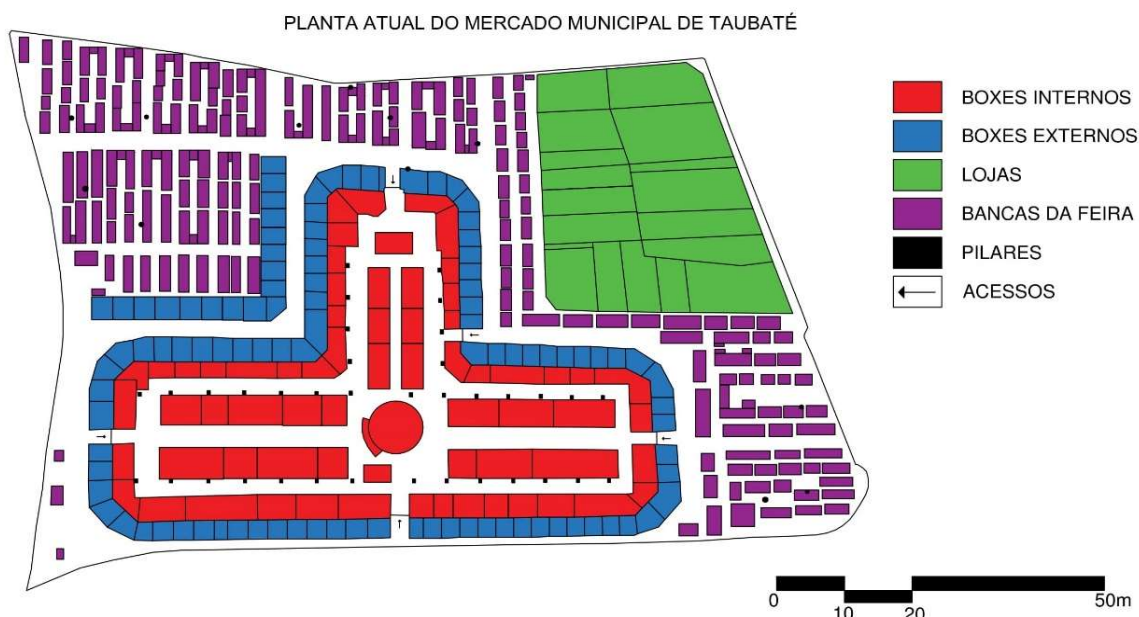 PLANTA ATUAL DO MERCADO MUNICIPAL DE TAUBATÉ
BOXES INTERNOS
BOXES EXTERNOS
LOJAS
BANCAS DA FEIRA
PILARES
ACESSOS
0 10 20 50m